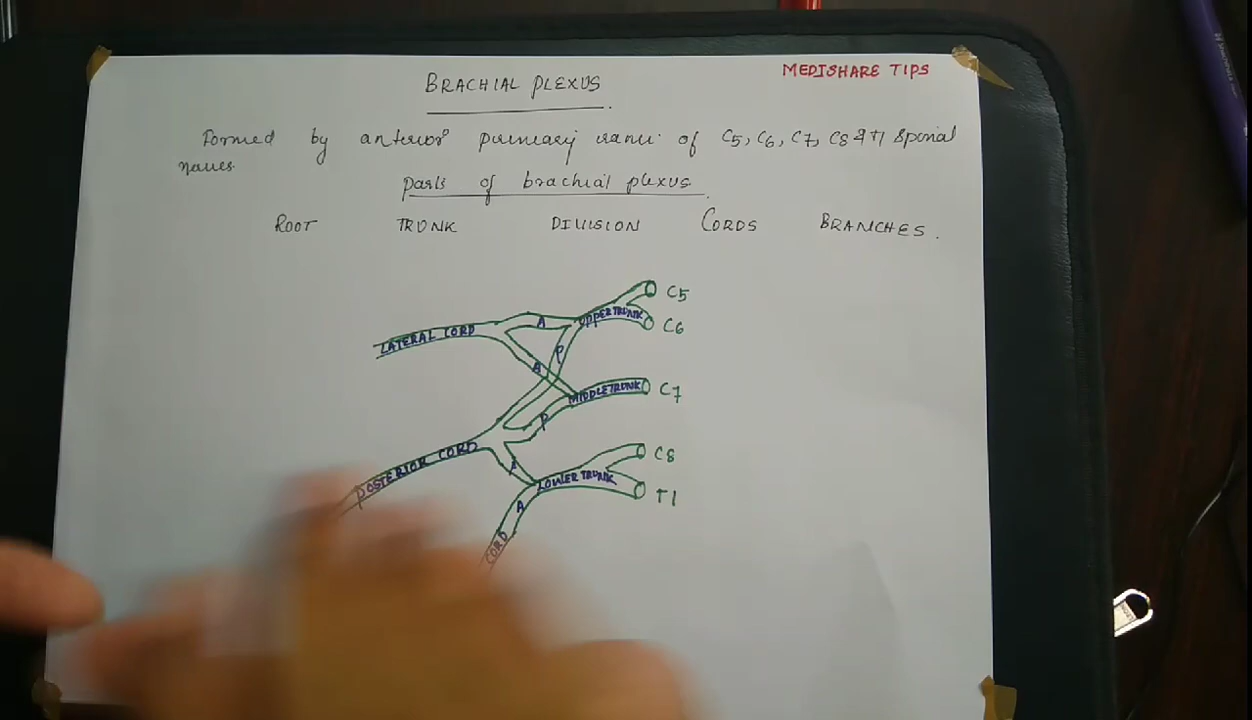 BRACHIAL PLEXUS
MEDISHARE TIPS
Formed by anterior primary rami of C5, C6, C7, C8 & T1 Spinal
nerves.
parts of brachial plexus.
ROOT TRUNK DIVISION CORDS BRANCHES.
C5
UPPER TRUNK
A
C6
LATERAL CORD
P
A
MIDDLE TRUNK C7
P
POSTERIOR CORD
C8
LOWER TRUNK
T1
A
CORD